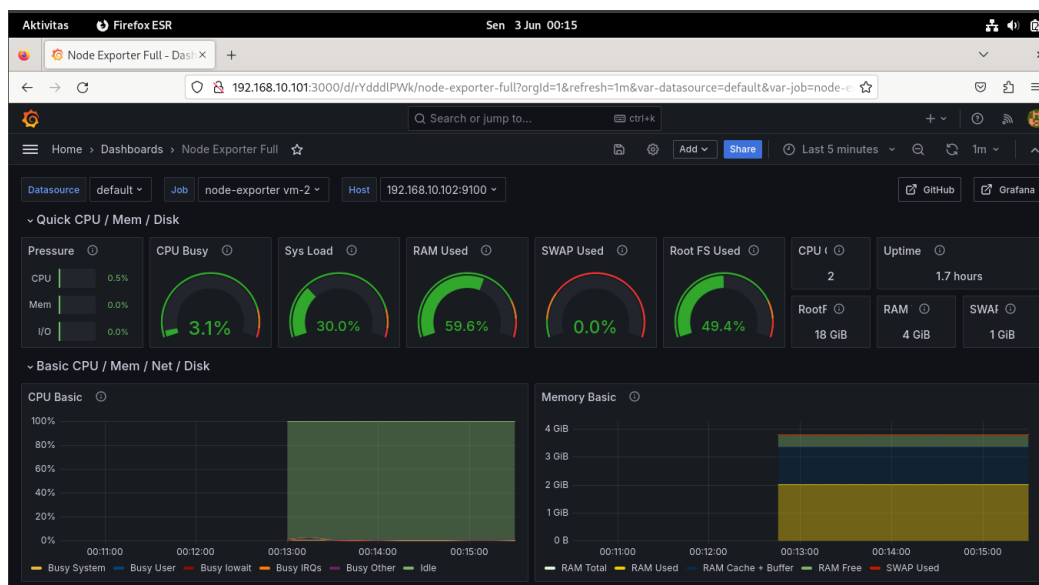 Aktivitas Firefox ESR Sen 3 Jun 00:15
Node Exporter Full - Dash
192.168.10.101:3000/d/rYdddlPWk/node-exporter-full?orgId=1&refresh=1m&var-datasource=default&var-job=node-e
Search or jump to... ctrl+k
Home › Dashboards › Node Exporter Full Add Share Last 5 minutes 1m
Datasource default Job node-exporter vm-2 Host 192.168.10.102:9100 GitHub Grafana
Quick CPU / Mem / Disk
Pressure CPU Busy Sys Load RAM Used SWAP Used Root FS Used CPU Uptime
CPU 0.5%
Mem 0.0%
I/O 0.0%
3.1% 30.0% 59.6% 0.0% 49.4%
2 1.7 hours
RootF RAM SWAF
18 GiB 4 GiB 1 GiB
Basic CPU / Mem / Net / Disk
CPU Basic
100%
80%
60%
40%
20%
0%
00:11:00 00:12:00 00:13:00 00:14:00 00:15:00
Busy System Busy User Busy Iowait Busy IRQs Busy Other Idle
Memory Basic
4 GiB
3 GiB
2 GiB
1 GiB
0 B
00:11:00 00:12:00 00:13:00 00:14:00 00:15:00
RAM Total RAM Used RAM Cache + Buffer RAM Free SWAP Used